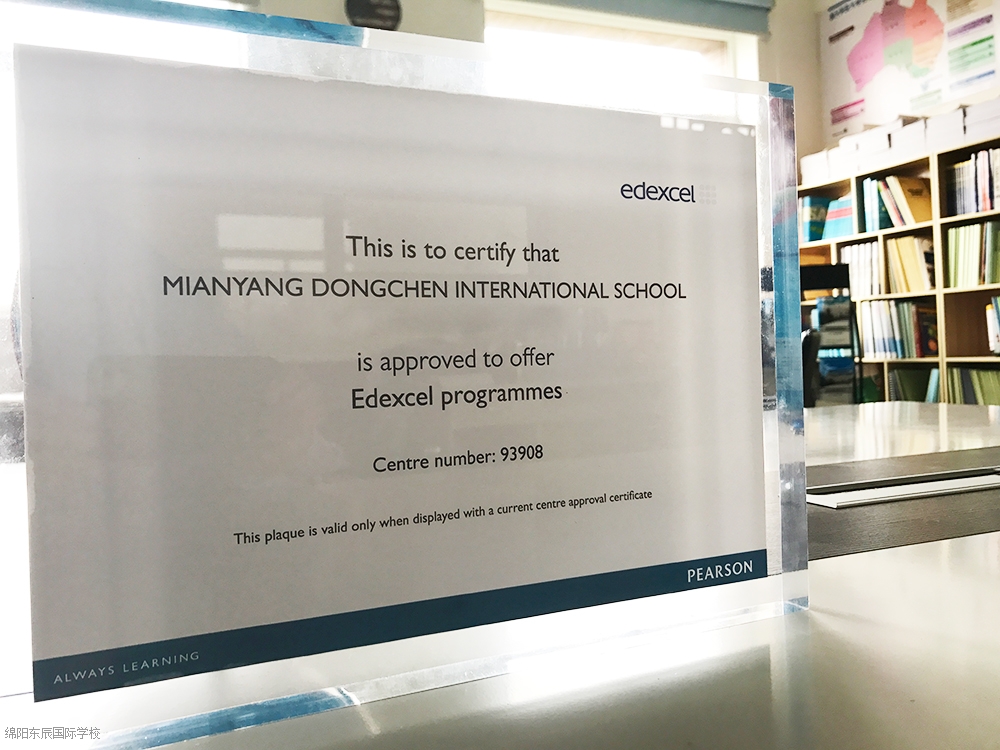 edexcel
This is to certify that
MIANYANG DONGCHEN INTERNATIONAL SCHOOL
is approved to offer
Edexcel programmes
Centre number: 93908
This plaque is valid only when displayed with a current centre approval certificate
PEARSON
ALWAYS LEARNING
绵阳东辰国际学校